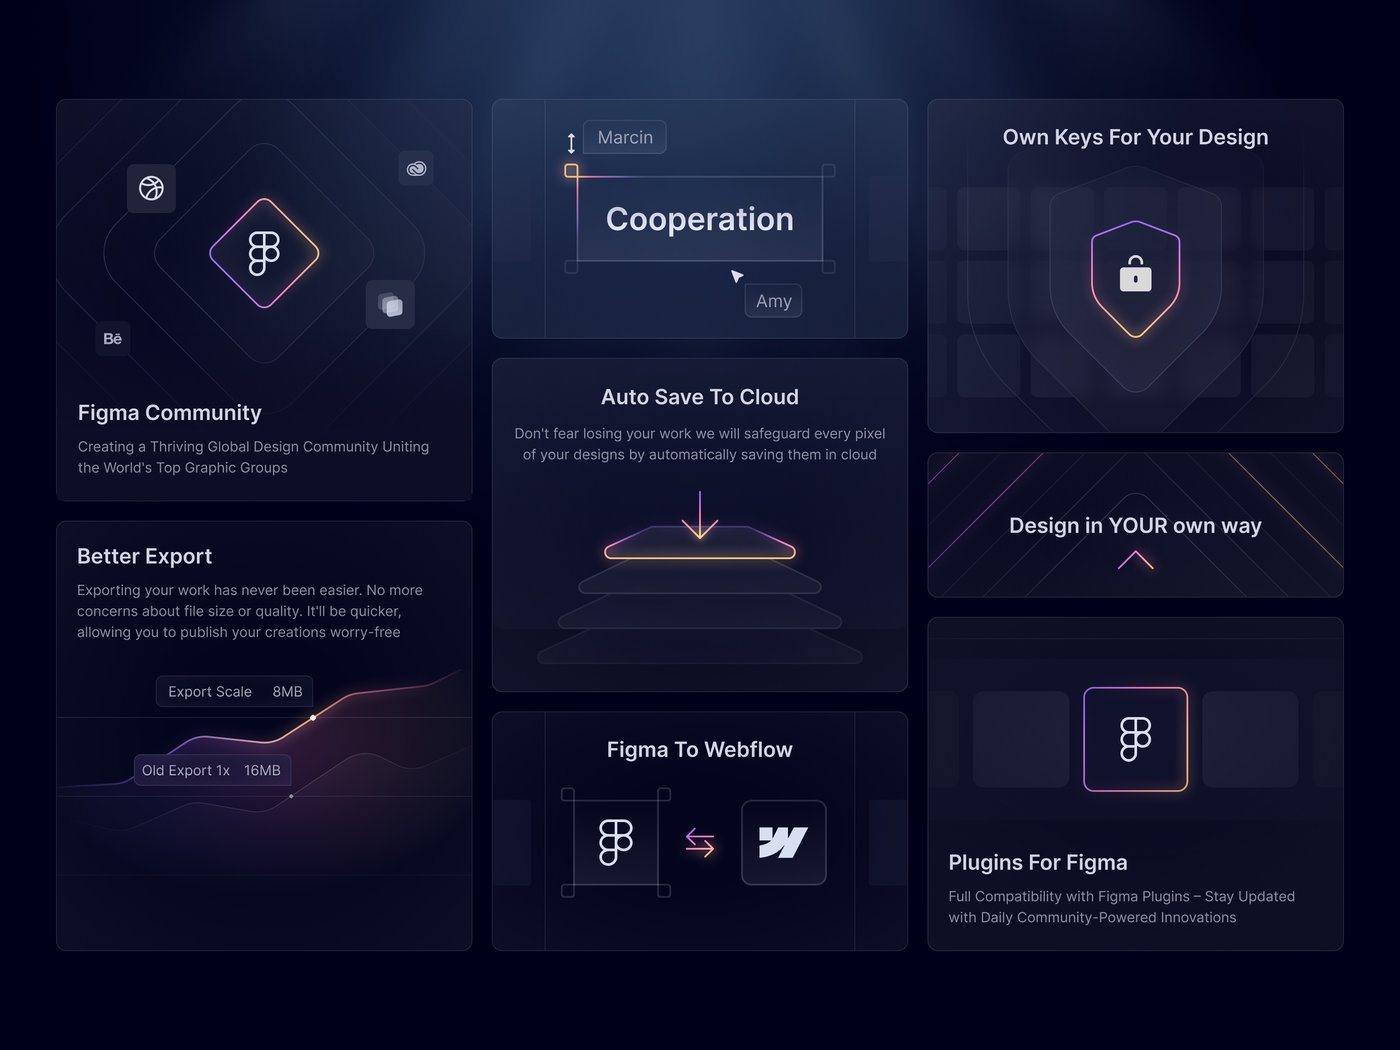 Bē
Figma Community
Creating a Thriving Global Design Community Uniting
the World's Top Graphic Groups
Better Export
Exporting your work has never been easier. No more
concerns about file size or quality. It'll be quicker,
allowing you to publish your creations worry-free
Export Scale 8MB
Old Export 1x 16MB
Marcin
Cooperation
Amy
Auto Save To Cloud
Don't fear losing your work we will safeguard every pixel
of your designs by automatically saving them in cloud
Figma To Webflow
Own Keys For Your Design
Design in YOUR own way
Plugins For Figma
Full Compatibility with Figma Plugins – Stay Updated
with Daily Community-Powered Innovations